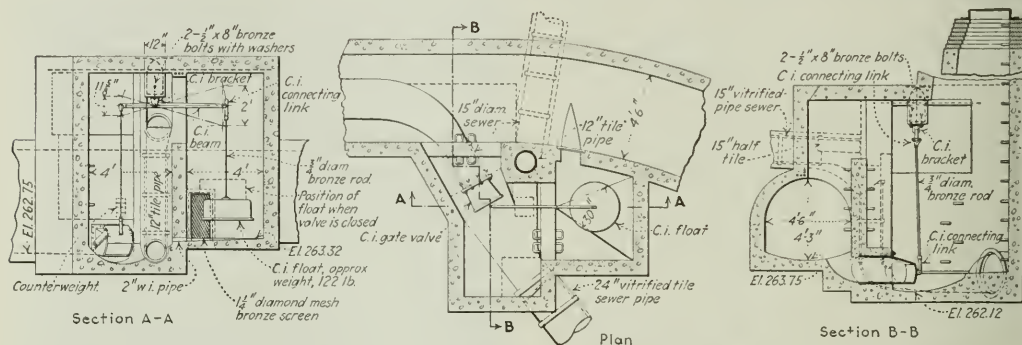 12"
2-½" x 8" bronze
bolts with washers
C.i. bracket
C.i.
connecting
link
11⅝"
2'
C.i.
beam
4'
4'
¾" diam
bronze rod.
Position of
float when
valve is closed
12" tile pipe
El. 262.75
El. 263.32
C.i. float, approx
weight, 122 lb.
Counterweight.
2" w.i. pipe
1¼" diamond mesh
bronze screen
Section A-A
B
15" diam.
sewer
4'6"
12" tile
pipe
A
A
30"
C.i. gate valve
C.i. float
24" vitrified tile
sewer pipe
B
Plan
2-½" x 8" bronze bolts
C.i. connecting link
15" vitrified
pipe sewer
15" half
tile
C.i.
bracket
¾" diam.
bronze rod
4'-6"
4'-3"
C.i. connecting
link
El. 263.75
El. 262.12
Section B-B